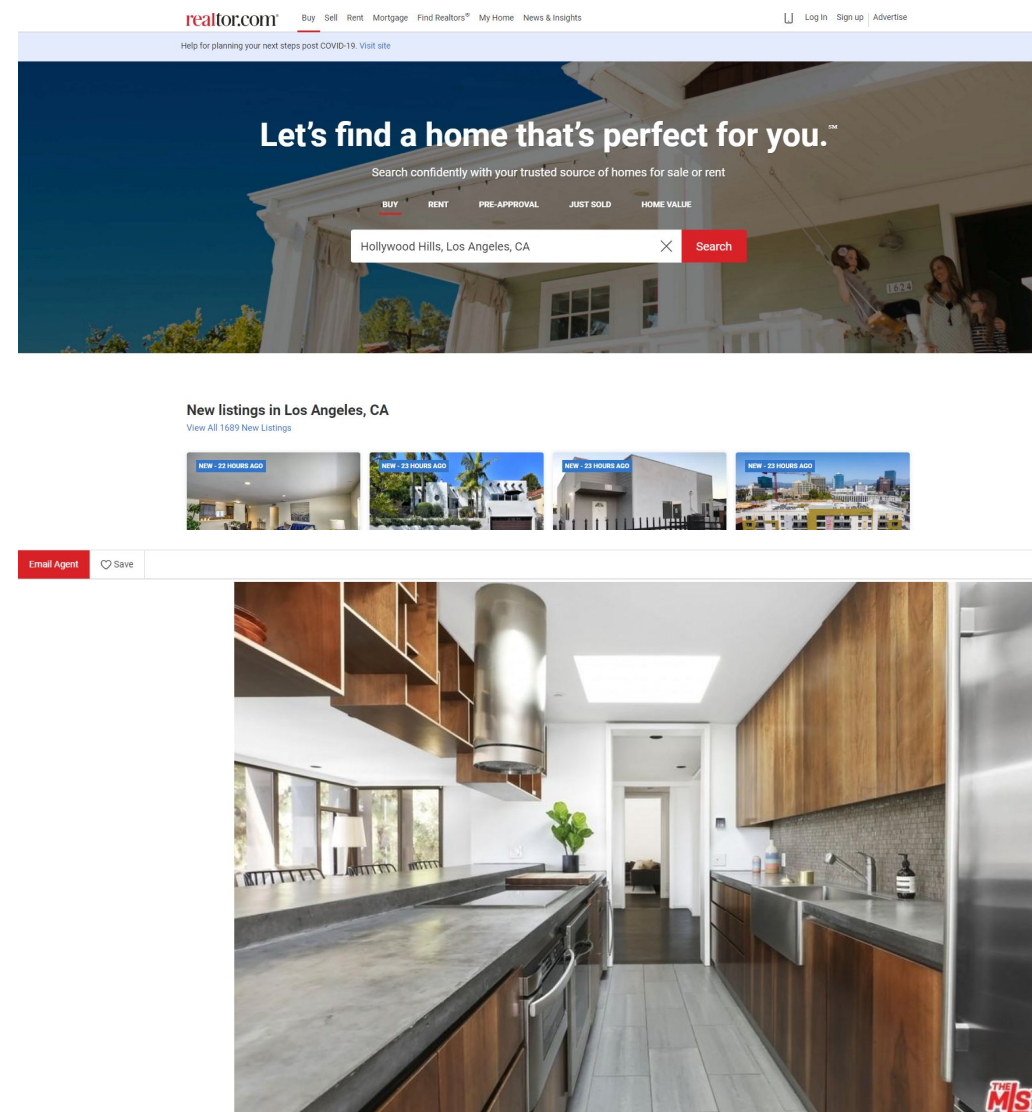 realtor.com® Buy Sell Rent Mortgage Find Realtors® My Home News & Insights Log In Sign up Advertise
Help for planning your next steps post COVID-19. Visit site
Let's find a home that's perfect for you.℠
Search confidently with your trusted source of homes for sale or rent
BUY RENT PRE-APPROVAL JUST SOLD HOME VALUE
Hollywood Hills, Los Angeles, CA Search
1624
New listings in Los Angeles, CA
View All 1689 New Listings
NEW - 22 HOURS AGO NEW - 23 HOURS AGO NEW - 23 HOURS AGO NEW - 23 HOURS AGO
Email Agent Save
THE
MLS